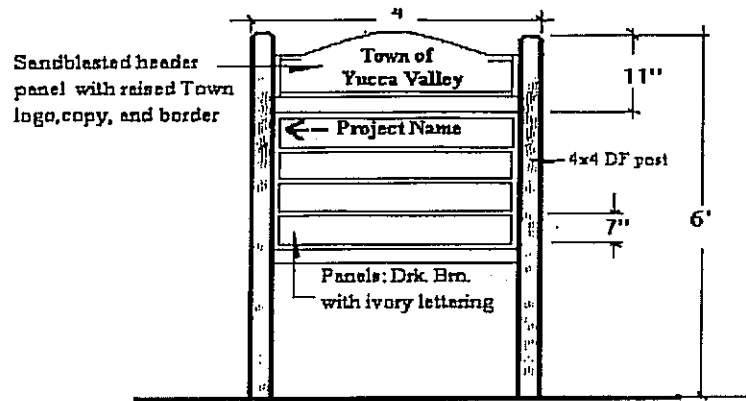 4'
Sandblasted header
panel with raised Town
logo, copy, and border
Town of
Yucca Valley
11"
← Project Name
4x4 DF post
7"
6'
Panels: Drk. Brn.
with ivory lettering